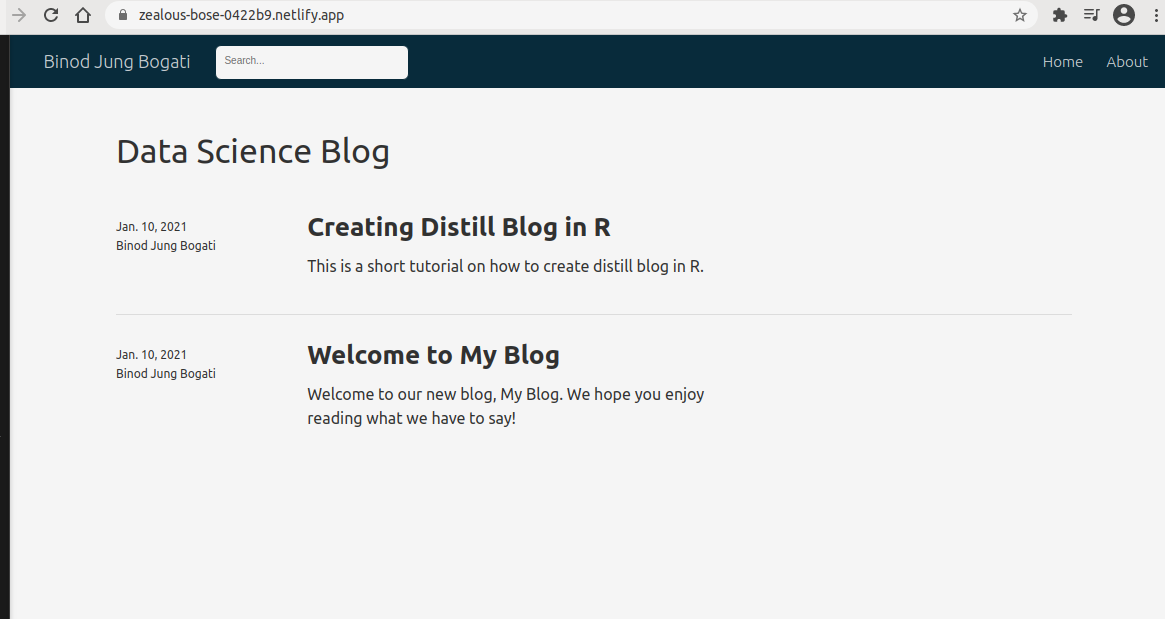 zealous-bose-0422b9.netlify.app
Binod Jung Bogati
Search...
Home
About
Data Science Blog
Jan. 10, 2021
Binod Jung Bogati
Creating Distill Blog in R
This is a short tutorial on how to create distill blog in R.
Jan. 10, 2021
Binod Jung Bogati
Welcome to My Blog
Welcome to our new blog, My Blog. We hope you enjoy
reading what we have to say!